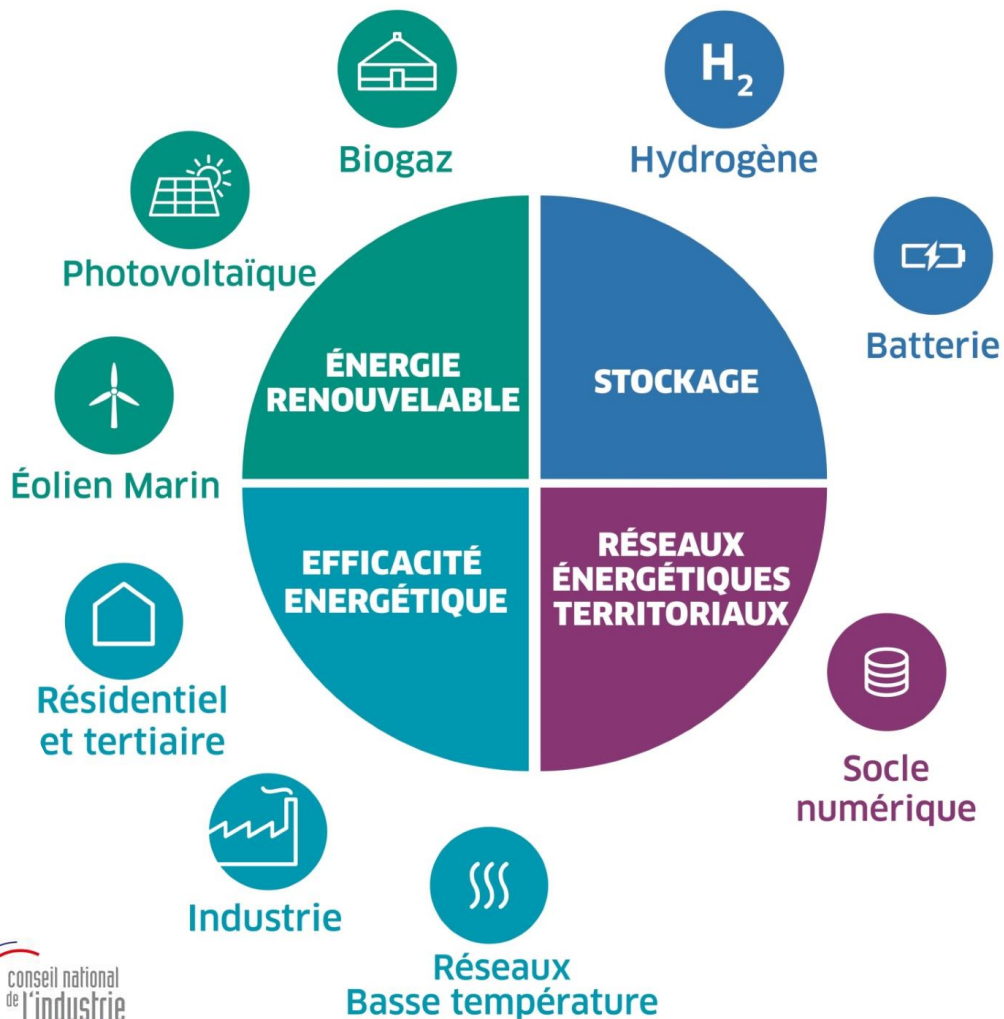 Biogaz
H₂
Hydrogène
Photovoltaïque
Batterie
ÉNERGIE
RENOUVELABLE
STOCKAGE
Éolien Marin
EFFICACITÉ
ENERGÉTIQUE
RÉSEAUX
ÉNERGÉTIQUES
TERRITORIAUX
Résidentiel
et tertiaire
Socle
numérique
Industrie
Réseaux
Basse température
conseil national
de l'industrie